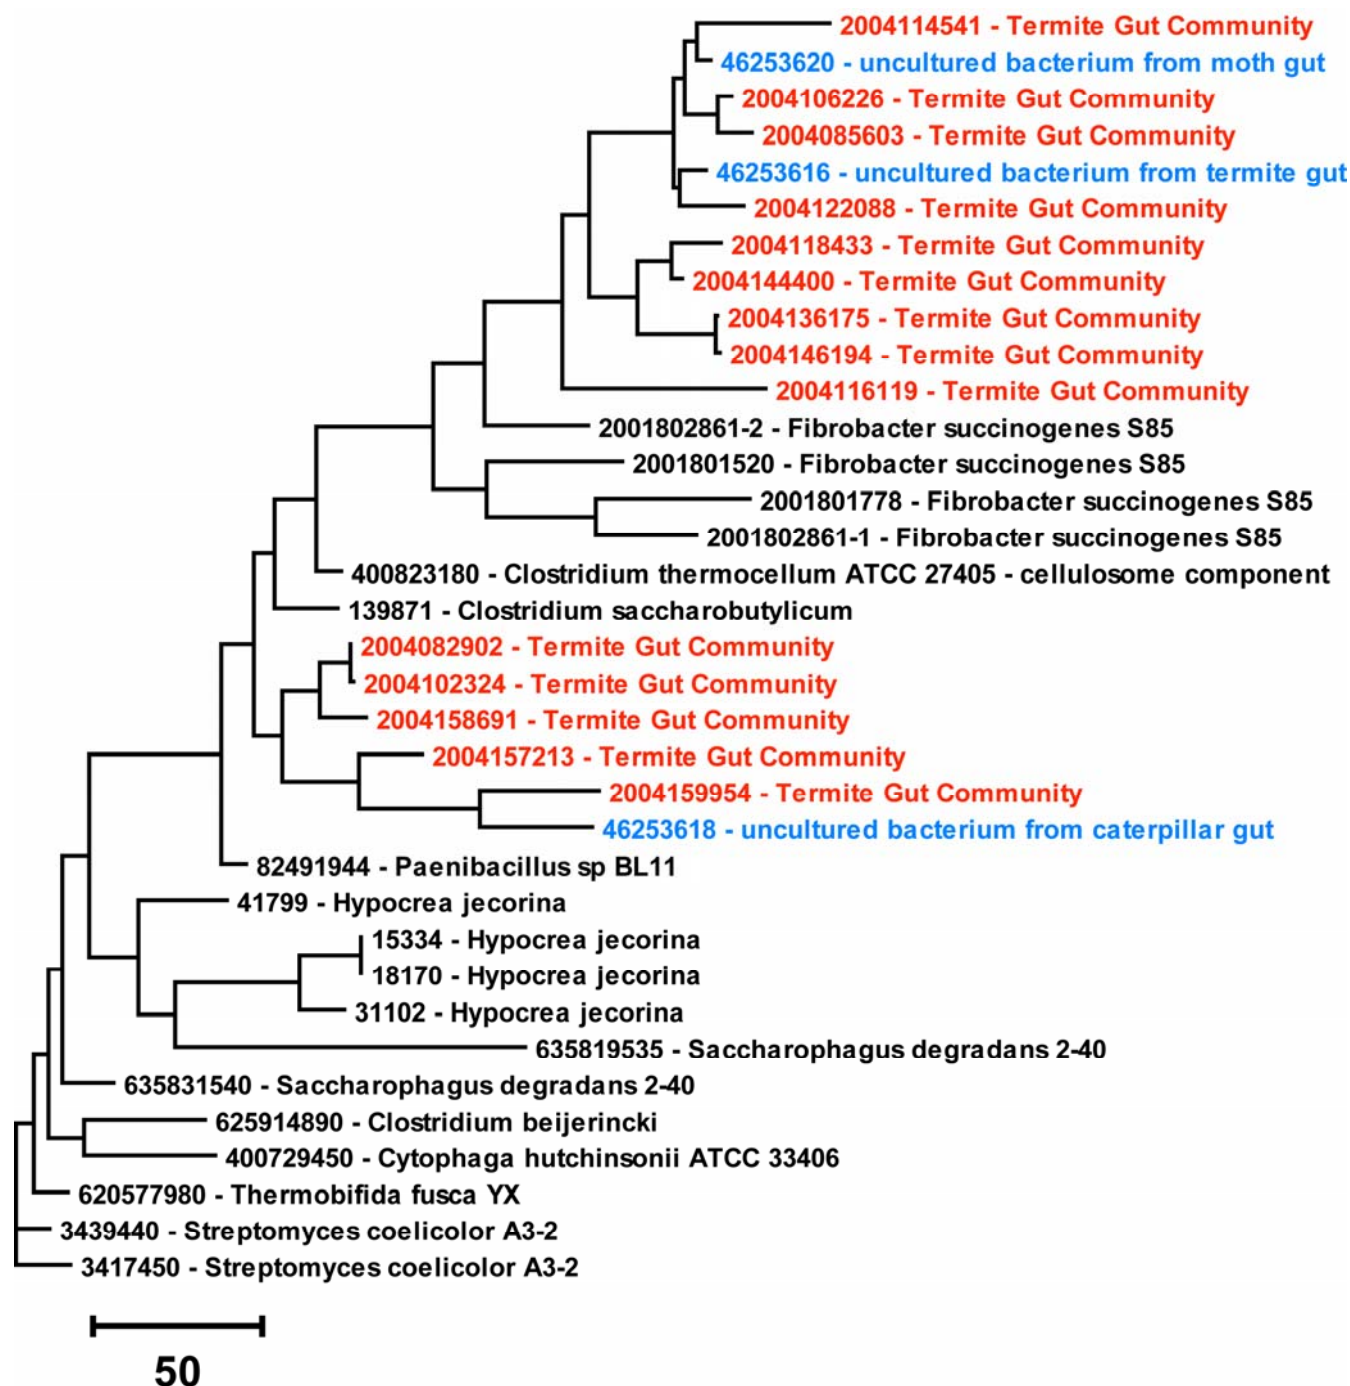 2004114541 - Termite Gut Community
46253620 - uncultured bacterium from moth gut
2004106226 - Termite Gut Community
2004085603 - Termite Gut Community
46253616 - uncultured bacterium from termite gut
2004122088 - Termite Gut Community
2004118433 - Termite Gut Community
2004144400 - Termite Gut Community
2004136175 - Termite Gut Community
2004146194 - Termite Gut Community
2004116119 - Termite Gut Community
2001802861-2 - Fibrobacter succinogenes S85
2001801520 - Fibrobacter succinogenes S85
2001801778 - Fibrobacter succinogenes S85
2001802861-1 - Fibrobacter succinogenes S85
400823180 - Clostridium thermocellum ATCC 27405 - cellulosome component
139871 - Clostridium saccharobutylicum
2004082902 - Termite Gut Community
2004102324 - Termite Gut Community
2004158691 - Termite Gut Community
2004157213 - Termite Gut Community
2004159954 - Termite Gut Community
46253618 - uncultured bacterium from caterpillar gut
82491944 - Paenibacillus sp BL11
41799 - Hypocrea jecorina
15334 - Hypocrea jecorina
18170 - Hypocrea jecorina
31102 - Hypocrea jecorina
635819535 - Saccharophagus degradans 2-40
635831540 - Saccharophagus degradans 2-40
625914890 - Clostridium beijerincki
400729450 - Cytophaga hutchinsonii ATCC 33406
620577980 - Thermobifida fusca YX
3439440 - Streptomyces coelicolor A3-2
3417450 - Streptomyces coelicolor A3-2
50